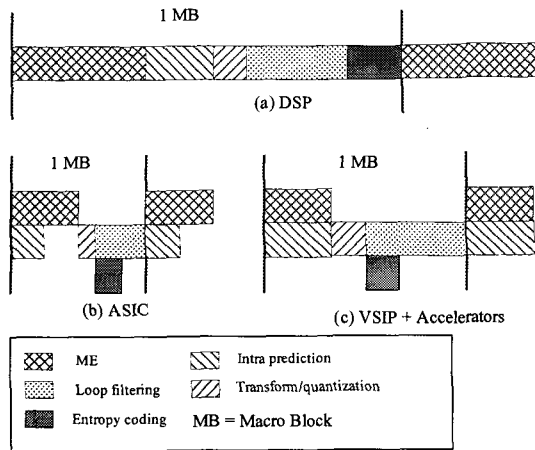 1 MB
(a) DSP
1 MB
1 MB
(b) ASIC
(c) VSIP + Accelerators
ME
Intra prediction
Loop filtering
Transform/quantization
Entropy coding
MB = Macro Block